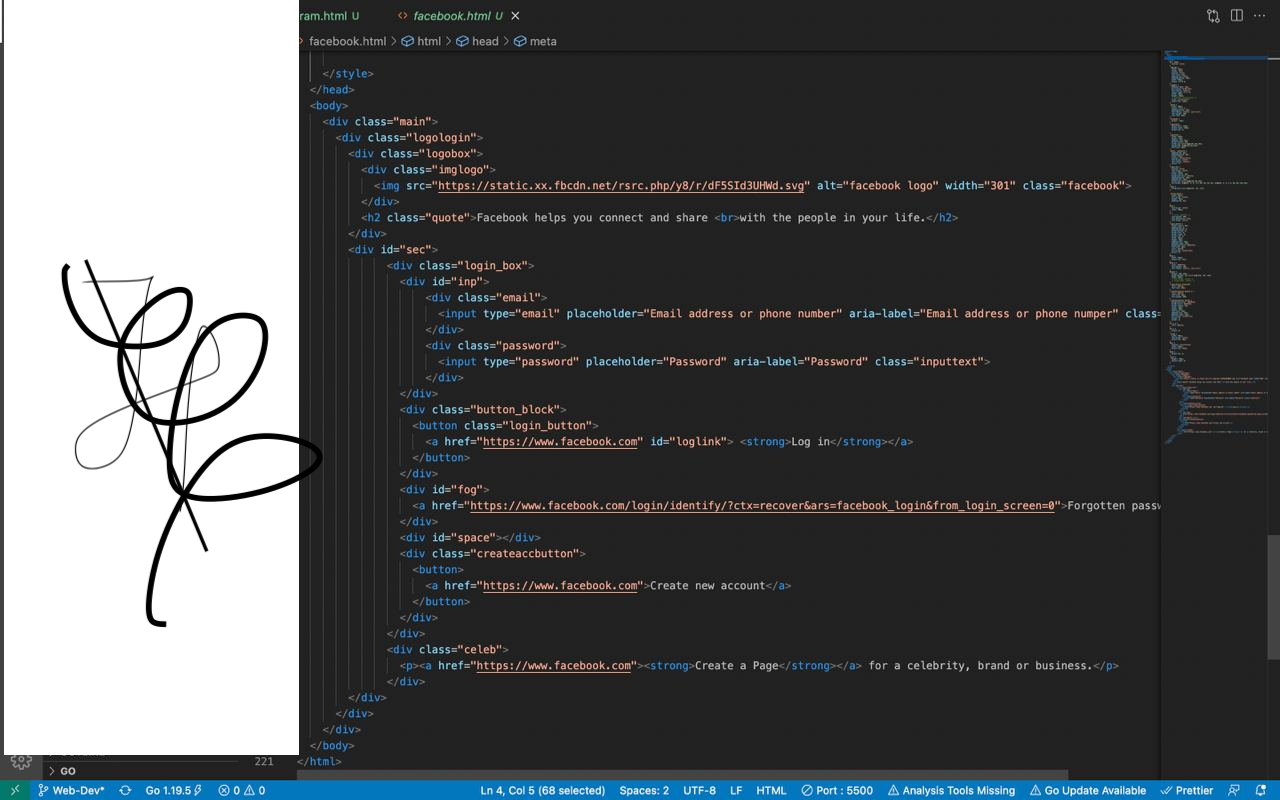 ram.html U facebook.html U
facebook.html > html > head > meta
</style>
</head>
<body>
<div class="main">
<div class="logologin">
<div class="logobox">
<div class="imglogo">
<img src="https://static.xx.fbcdn.net/rsrc.php/y8/r/dF5SId3UHWd.svg" alt="facebook logo" width="301" class="facebook">
</div>
<h2 class="quote">Facebook helps you connect and share <br>with the people in your life.</h2>
</div>
<div id="sec">
<div class="login_box">
<div id="inp">
<div class="email">
<input type="email" placeholder="Email address or phone number" aria-label="Email address or phone numper" class=
</div>
<div class="password">
<input type="password" placeholder="Password" aria-label="Password" class="inputtext">
</div>
</div>
<div class="button_block">
<button class="login_button">
<a href="https://www.facebook.com" id="loglink"> <strong>Log in</strong></a>
</button>
</div>
<div id="fog">
<a href="https://www.facebook.com/login/identify/?ctx=recover&ars=facebook_login&from_login_screen=0">Forgotten passw
</div>
<div id="space"></div>
<div class="createaccbutton">
<button>
<a href="https://www.facebook.com">Create new account</a>
</button>
</div>
</div>
<div class="celeb">
<p><a href="https://www.facebook.com"><strong>Create a Page</strong></a> for a celebrity, brand or business.</p>
</div>
</div>
</div>
</div>
</body>
221 </html>
> GO
Web-Dev* Go 1.19.5 0 0 Ln 4, Col 5 (68 selected) Spaces: 2 UTF-8 LF HTML Port : 5500 Analysis Tools Missing Go Update Available Prettier